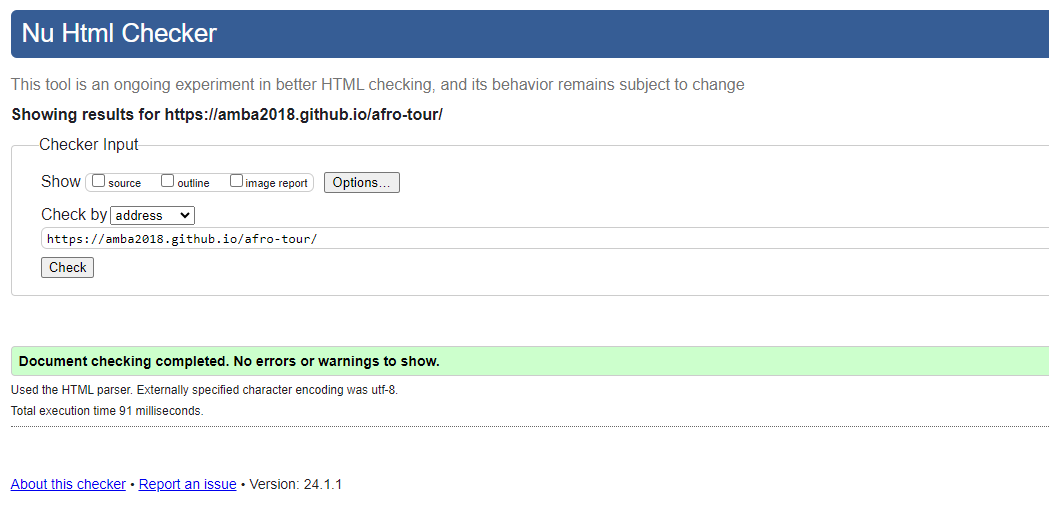 Nu Html Checker
This tool is an ongoing experiment in better HTML checking, and its behavior remains subject to change
Showing results for https://amba2018.github.io/afro-tour/
Checker Input
Show source outline image report Options...
Check by address
https://amba2018.github.io/afro-tour/
Check
Document checking completed. No errors or warnings to show.
Used the HTML parser. Externally specified character encoding was utf-8.
Total execution time 91 milliseconds.
About this checker • Report an issue • Version: 24.1.1